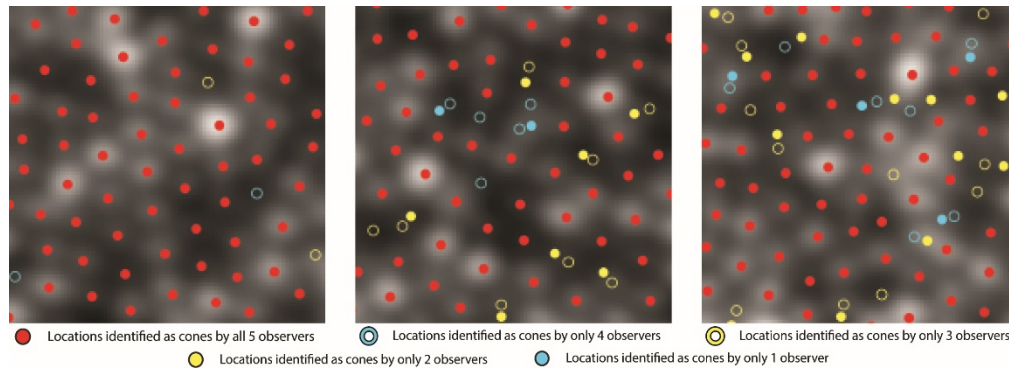 Locations identified as cones by all 5 observers Locations identified as cones by only 4 observers Locations identified as cones by only 3 observers
Locations identified as cones by only 2 observers Locations identified as cones by only 1 observer